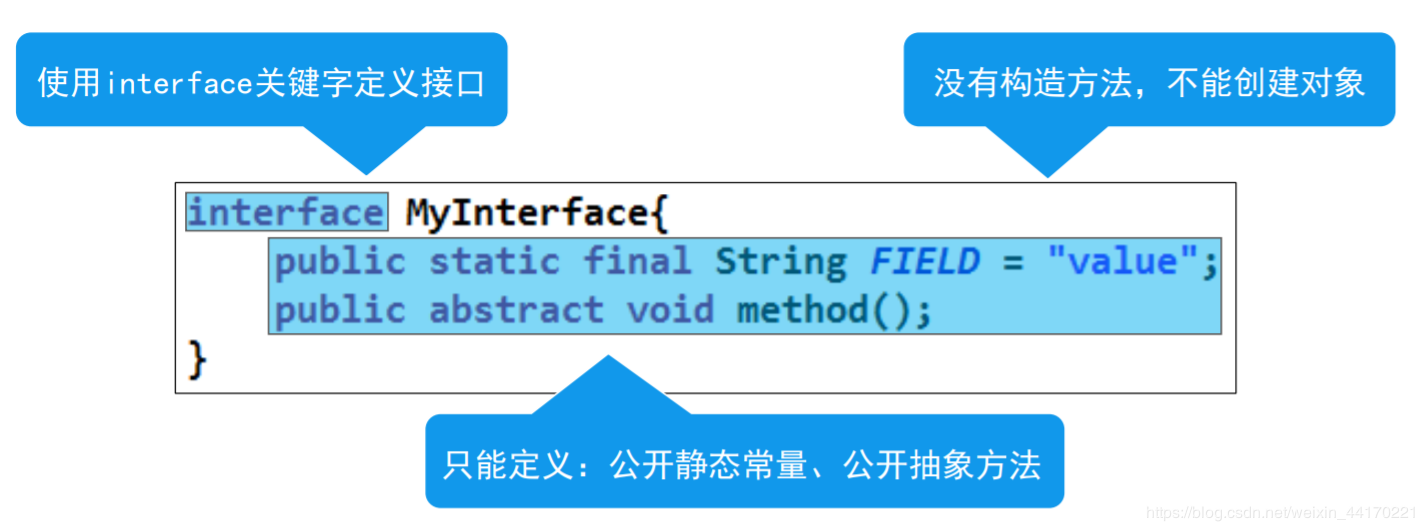 使用interface关键字定义接口
没有构造方法，不能创建对象
interface MyInterface{
public static final String FIELD = "value";
public abstract void method();
}
只能定义：公开静态常量、公开抽象方法
https://blog.csdn.net/weixin_44170221